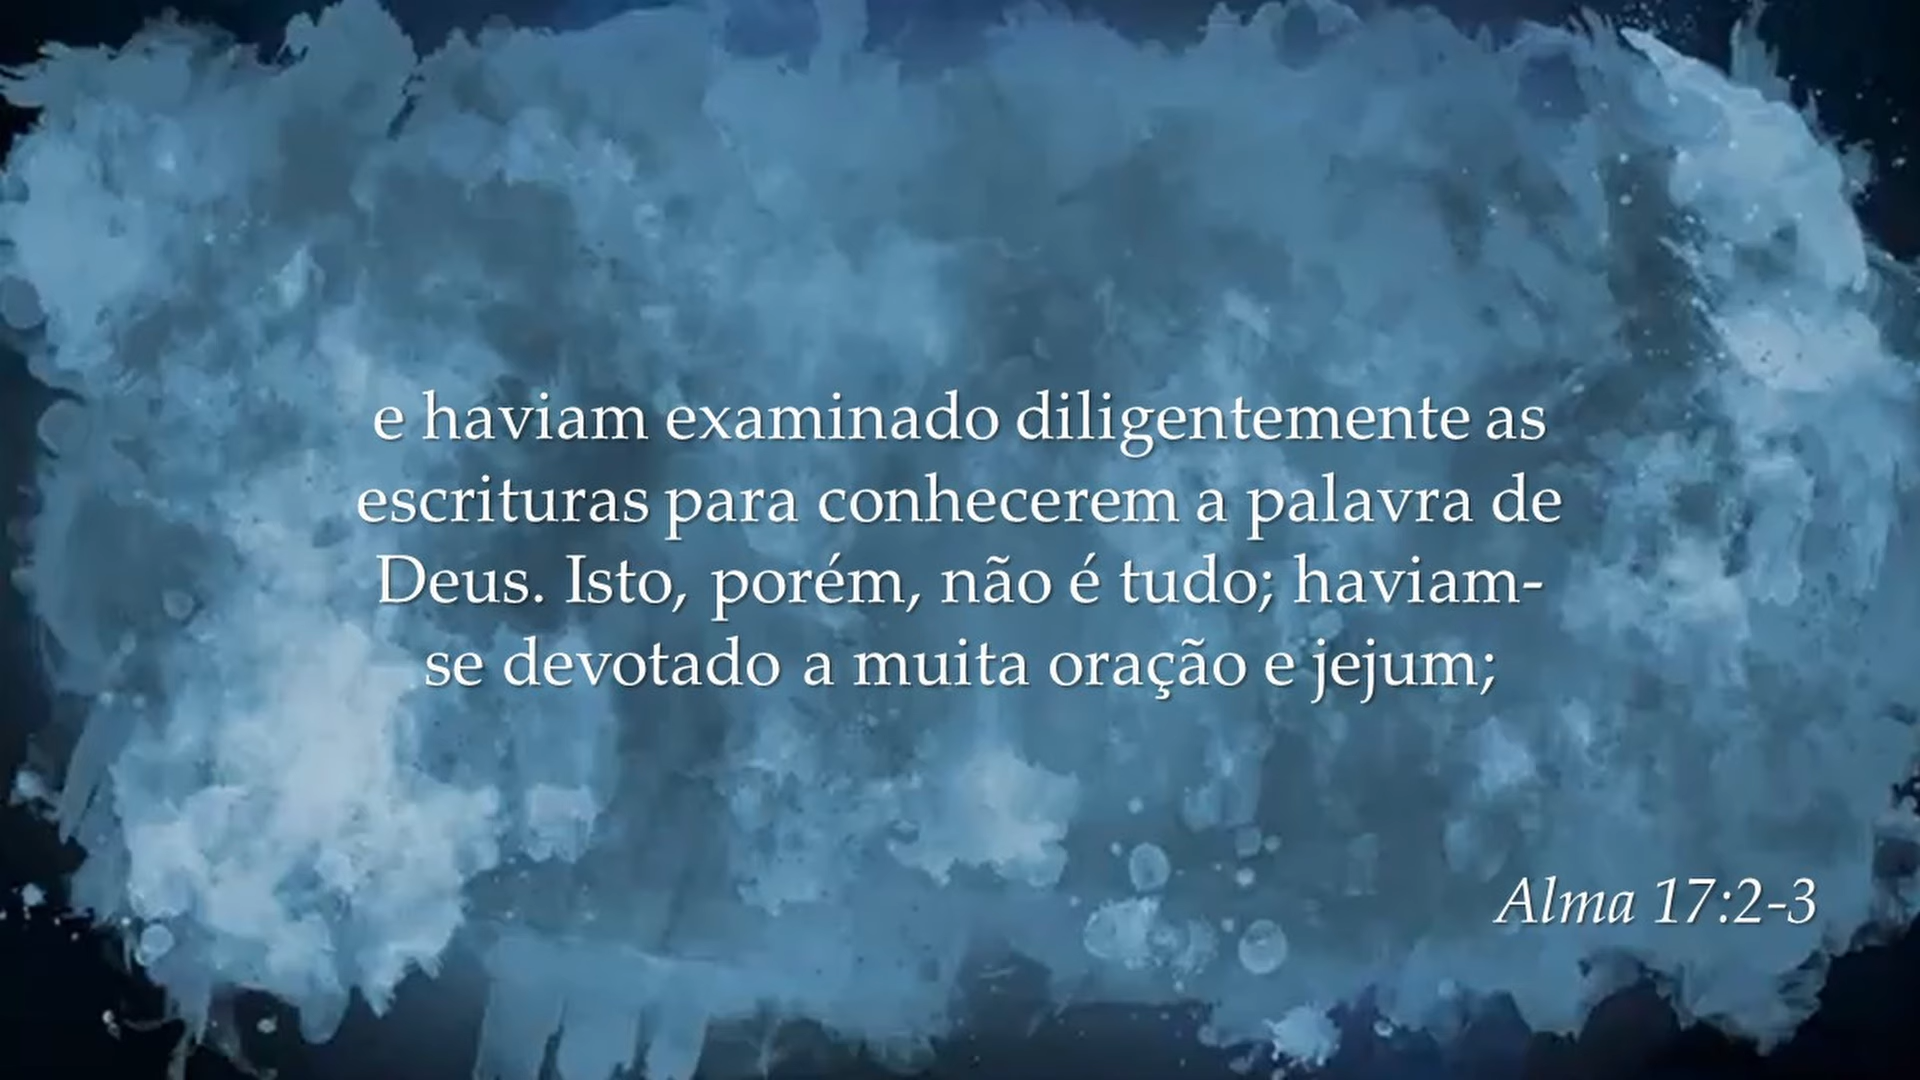 e haviam examinado diligentemente as
escrituras para conhecerem a palavra de
Deus. Isto, porém, não é tudo; haviam-
se devotado a muita oração e jejum;
Alma 17:2-3